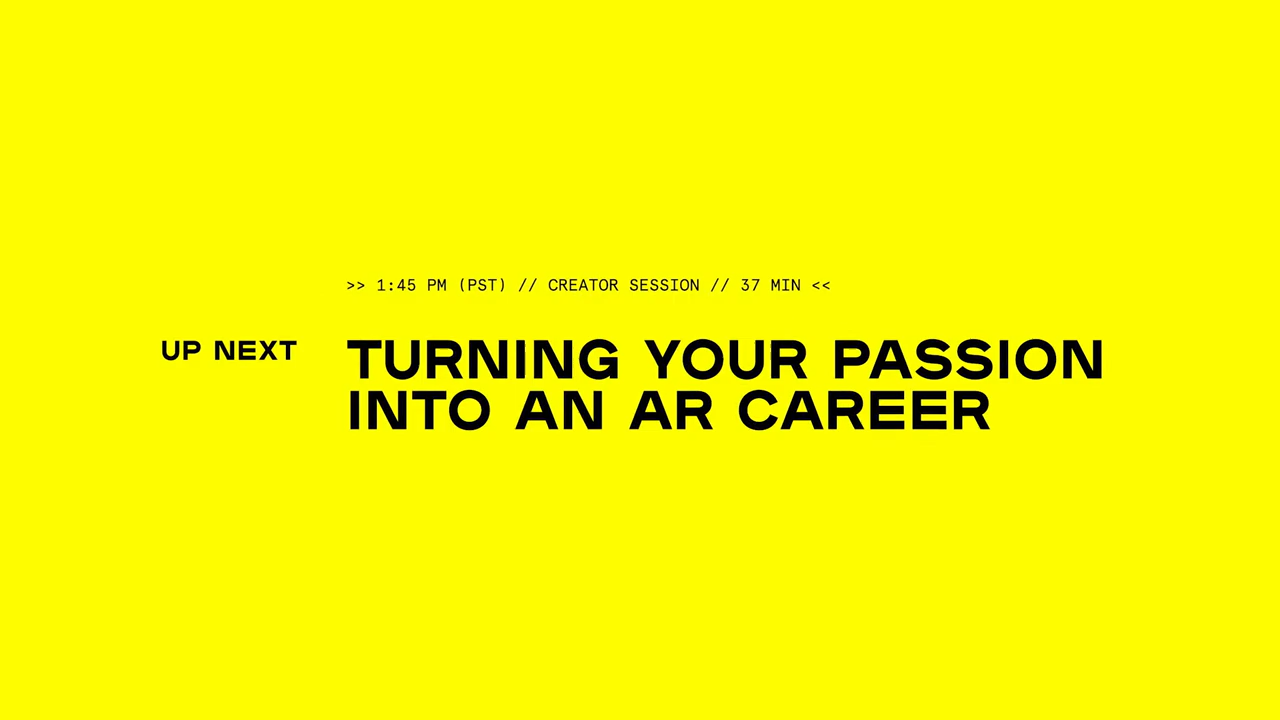 >> 1:45 PM (PST) // CREATOR SESSION // 37 MIN <<
UP NEXT
TURNING YOUR PASSION
INTO AN AR CAREER